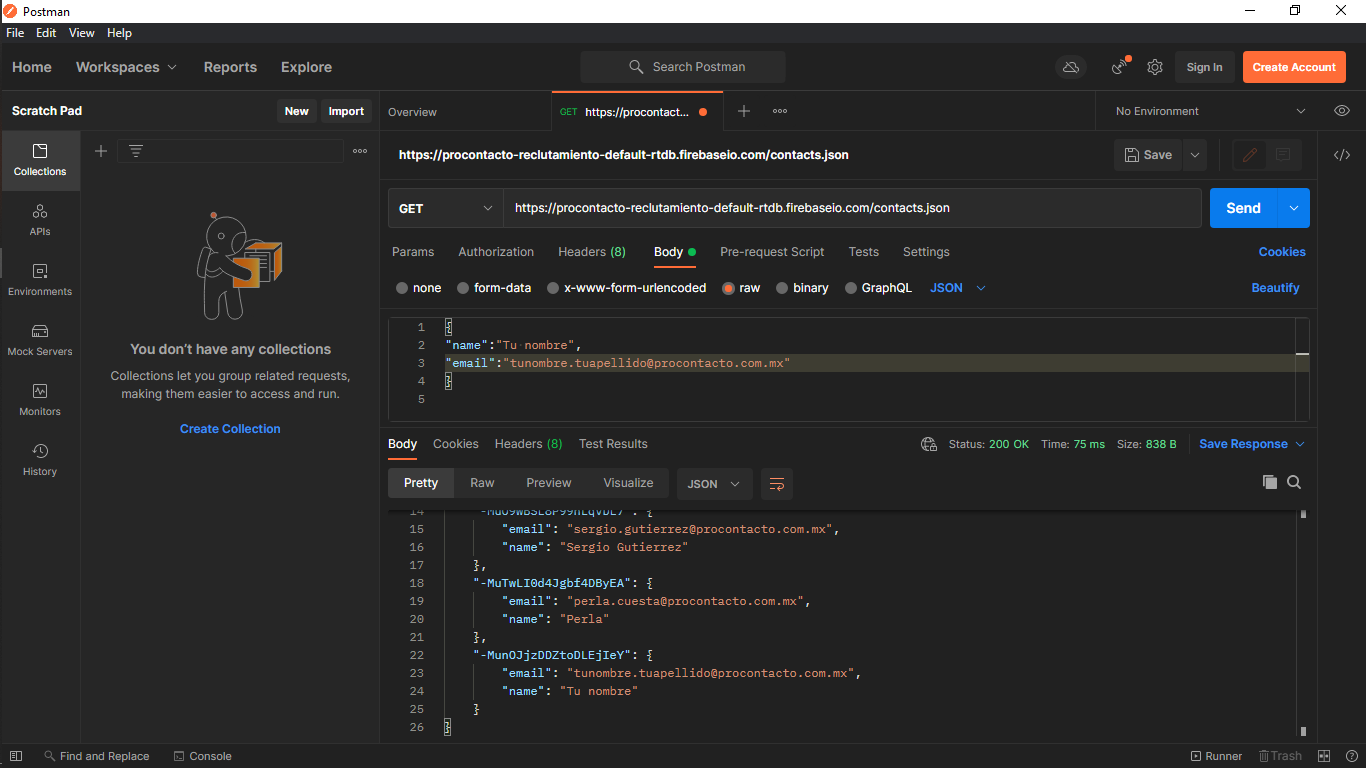 Postman
File Edit View Help
Home Workspaces Reports Explore Search Postman Sign In Create Account
Scratch Pad New Import Overview GET https://procontact... No Environment
https://procontacto-reclutamiento-default-rtdb.firebaseio.com/contacts.json Save
GET https://procontacto-reclutamiento-default-rtdb.firebaseio.com/contacts.json Send
Params Authorization Headers (8) Body Pre-request Script Tests Settings Cookies
none form-data x-www-form-urlencoded raw binary GraphQL JSON Beautify
Collections
APIs
Environments
Mock Servers
Monitors
History
You don't have any collections
Collections let you group related requests,
making them easier to access and run.
Create Collection
1 {
2 "name":"Tu nombre",
3 "email":"tunombre.tuapellido@procontacto.com.mx"
4 }
5
Body Cookies Headers (8) Test Results Status: 200 OK Time: 75 ms Size: 838 B Save Response
Pretty Raw Preview Visualize JSON
14
15 "email": "sergio.gutierrez@procontacto.com.mx",
16 "name": "Sergio Gutierrez"
17 },
18 "-MuTwLI0d4Jgbf4DByEA": {
19 "email": "perla.cuesta@procontacto.com.mx",
20 "name": "Perla"
21 },
22 "-MunOJjzDDZtoDLEjIeY": {
23 "email": "tunombre.tuapellido@procontacto.com.mx",
24 "name": "Tu nombre"
25 }
26 }
Find and Replace Console Runner Trash